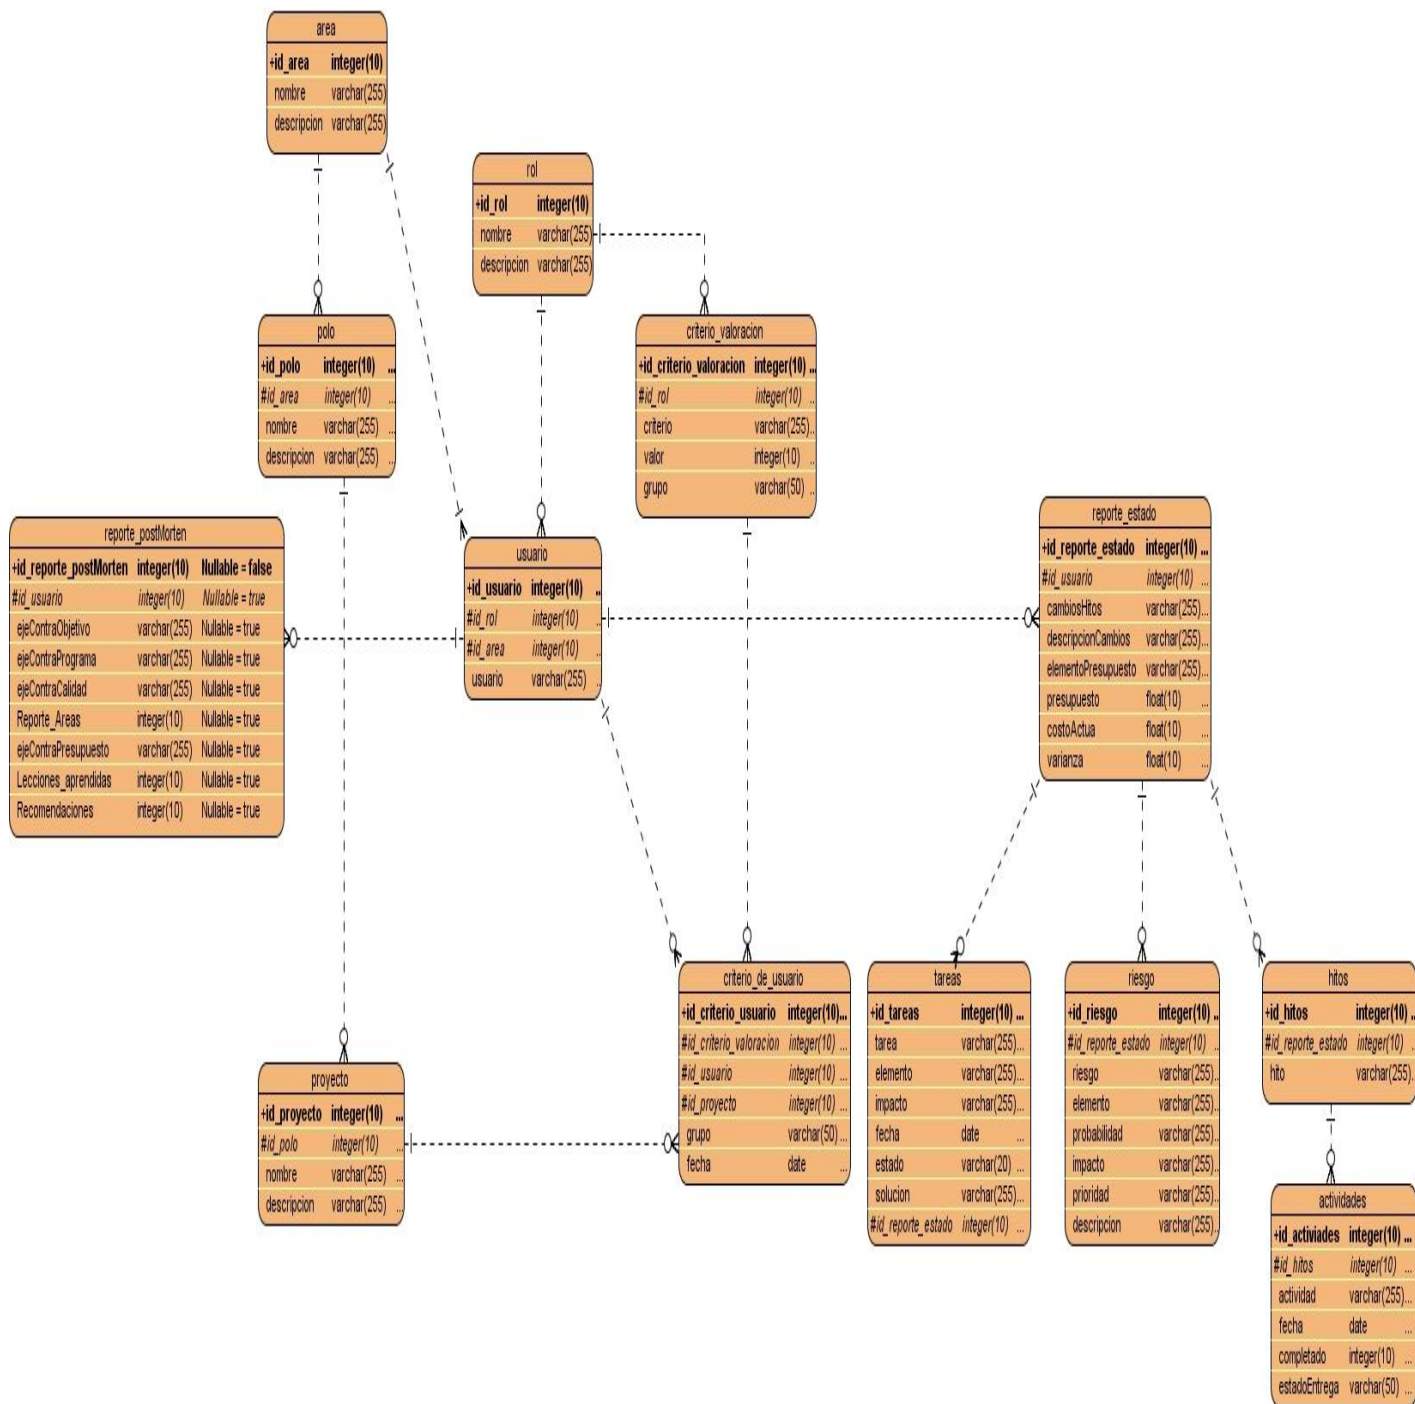 area
+id_area integer(10)
nombre varchar(255)
descripcion varchar(255)
rol
+id_rol integer(10)
nombre varchar(255)
descripcion varchar(255)
polo
+id_polo integer(10) ...
#id_area integer(10) ...
nombre varchar(255) ...
descripcion varchar(255) ...
criterio_valoracion
+id_criterio_valoracion integer(10) ...
#id_rol integer(10) ..
criterio varchar(255)..
valor integer(10) ..
grupo varchar(50) ..
reporte_postMorten
+id_reporte_postMorten integer(10) Nullable = false
#id_usuario integer(10) Nullable = true
ejeContraObjetivo varchar(255) Nullable = true
ejeContraPrograma varchar(255) Nullable = true
ejeContraCalidad varchar(255) Nullable = true
Reporte_Areas integer(10) Nullable = true
ejeContraPresupuesto varchar(255) Nullable = true
Lecciones_aprendidas integer(10) Nullable = true
Recomendaciones integer(10) Nullable = true
usuario
+id_usuario integer(10) ..
#id_rol integer(10) ..
#id_area integer(10) ..
usuario varchar(255) ..
reporte_estado
+id_reporte_estado integer(10) ...
#id_usuario integer(10) ...
cambiosHitos varchar(255)...
descripcionCambios varchar(255)...
elementoPresupuesto varchar(255)...
presupuesto float(10) ...
costoActua float(10) ...
varianza float(10) ...
proyecto
+id_proyecto integer(10) ...
#id_polo integer(10) ...
nombre varchar(255) ...
descripcion varchar(255) ...
criterio_de_usuario
+id_criterio_usuario integer(10)...
#id_criterio_valoracion integer(10) ...
#id_usuario integer(10) ...
#id_proyecto integer(10) ...
grupo varchar(50) ...
fecha date ...
tareas
+id_tareas integer(10) ...
tarea varchar(255)...
elemento varchar(255)...
impacto varchar(255)...
fecha date ...
estado varchar(20) ...
solucion varchar(255)...
#id_reporte_estado integer(10) ...
riesgo
+id_riesgo integer(10) ..
#id_reporte_estado integer(10) ..
riesgo varchar(255)..
elemento varchar(255)..
probabilidad varchar(255)..
impacto varchar(255)..
prioridad varchar(255)..
descripcion varchar(255)..
hitos
+id_hitos integer(10) ..
#id_reporte_estado integer(10) ..
hito varchar(255)..
actividades
+id_activiades integer(10) ...
#id_hitos integer(10) ...
actividad varchar(255)...
fecha date ...
completado integer(10) ...
estadoEntrega varchar(50) ...